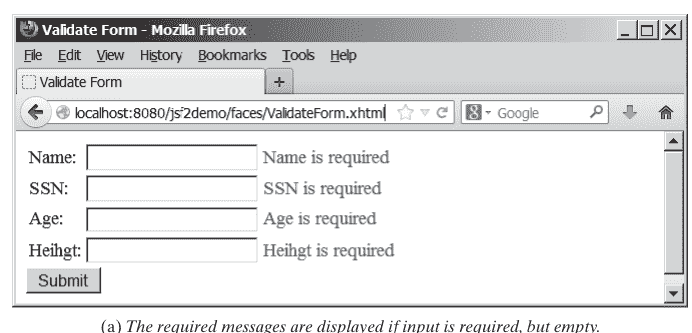 Validate Form - Mozilla Firefox
File Edit View History Bookmarks Tools Help
Validate Form +
localhost:8080/jsf2demo/faces/ValidateForm.xhtml Google
Name: Name is required
SSN: SSN is required
Age: Age is required
Heihgt: Heihgt is required
Submit
(a) The required messages are displayed if input is required, but empty.